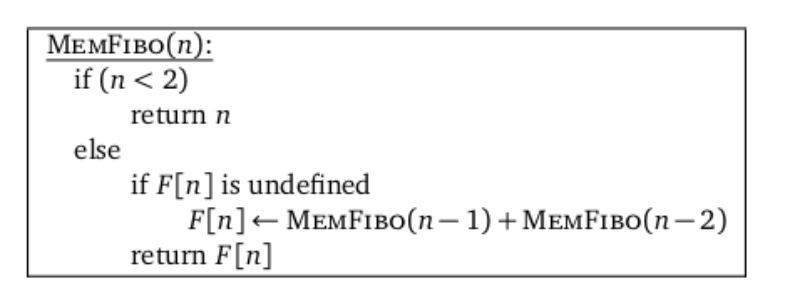 MEMFIBO(n):
if (n < 2)
return n
else
if F[n] is undefined
F[n] ← MEMFIBO(n − 1) + MEMFIBO(n − 2)
return F[n]